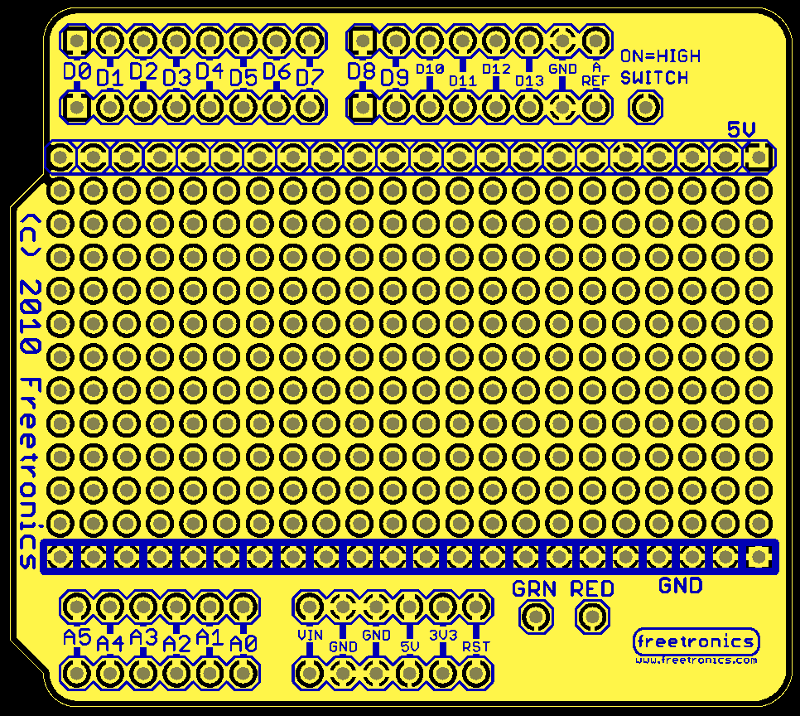 D0 D1 D2 D3 D4 D5 D6 D7
D8 D9 D10 D11 D12 D13 GND A REF
ON=HIGH
SWITCH
5V
(c) 2010 Freetronics
GRN RED
GND
A5 A4 A3 A2 A1 A0
VIN GND GND 5V 3V3 RST
freetronics
www.freetronics.com